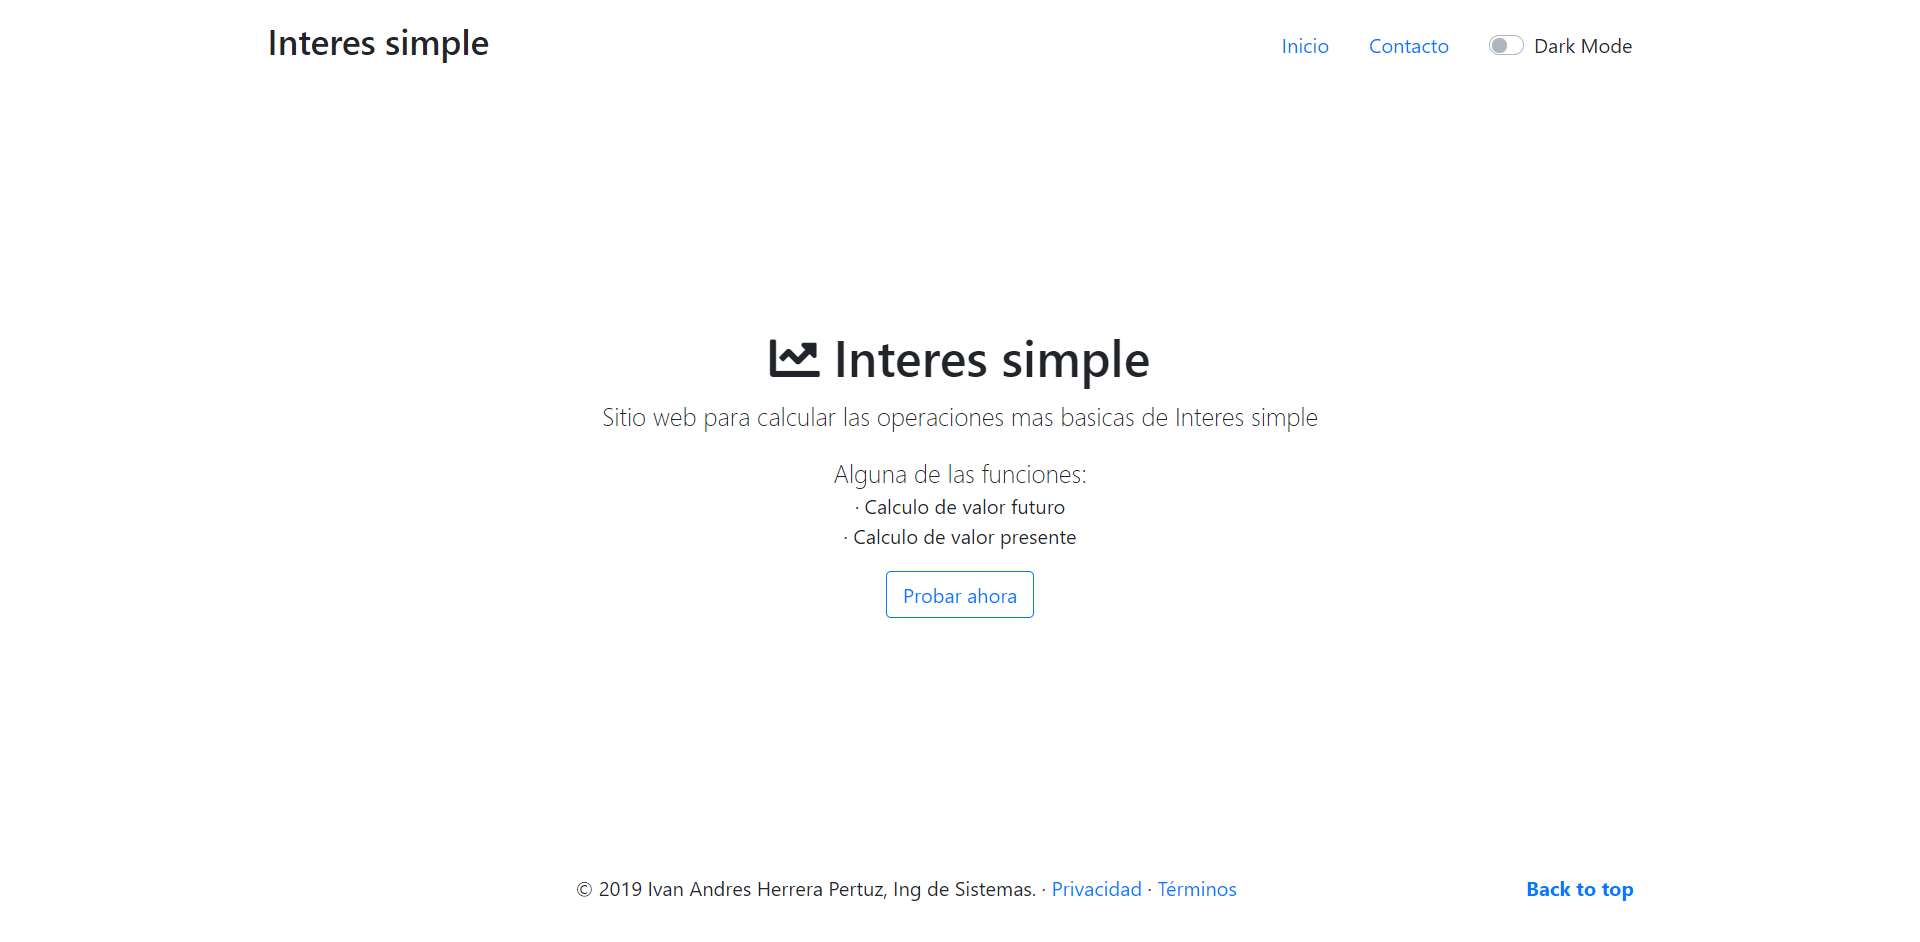 Interes simple
Inicio Contacto Dark Mode
Interes simple
Sitio web para calcular las operaciones mas basicas de Interes simple
Alguna de las funciones:
· Calculo de valor futuro
· Calculo de valor presente
Probar ahora
© 2019 Ivan Andres Herrera Pertuz, Ing de Sistemas. · Privacidad · Términos
Back to top